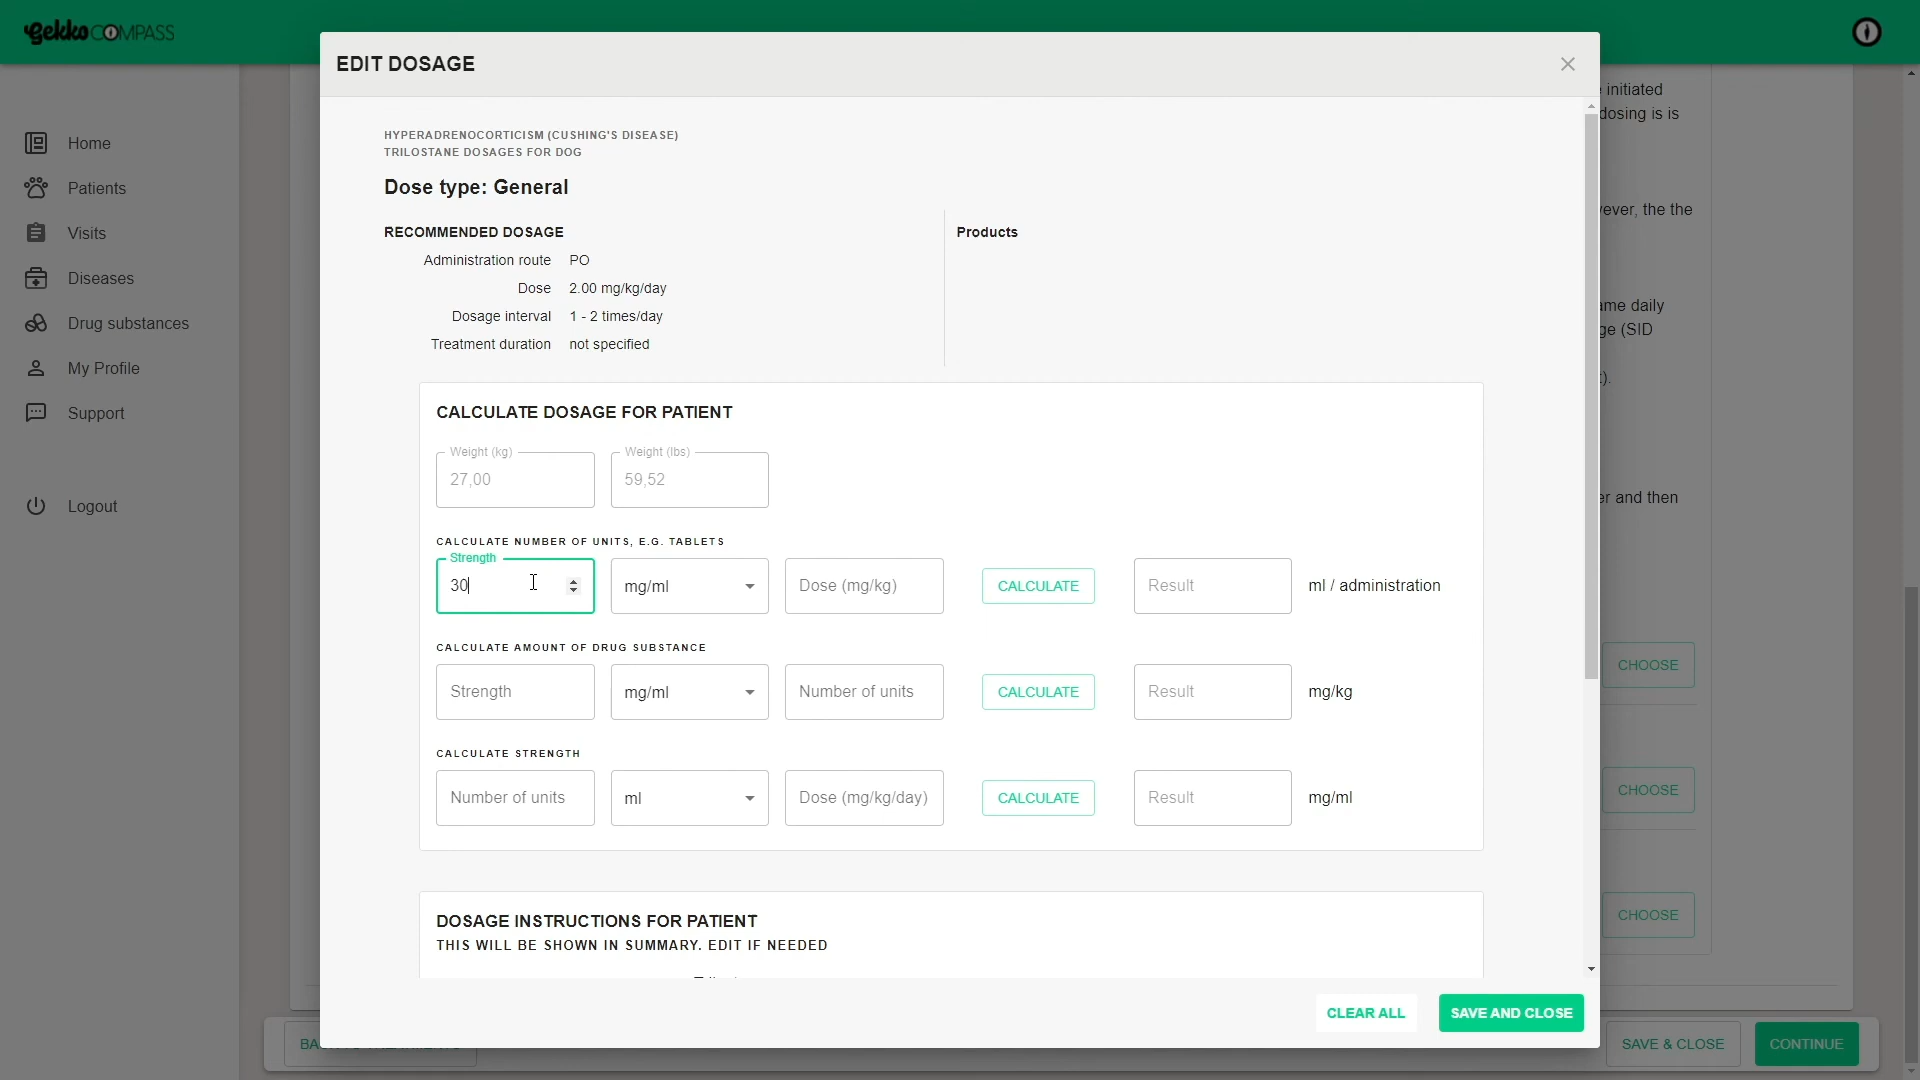 Gekko COMPASS
EDIT DOSAGE
Home
Patients
Visits
Diseases
Drug substances
My Profile
Support
Logout
HYPERADRENOCORTICISM (CUSHING'S DISEASE)
TRILOSTANE DOSAGES FOR DOG
Dose type: General
RECOMMENDED DOSAGE
Administration route PO
Dose 2.00 mg/kg/day
Dosage interval 1 - 2 times/day
Treatment duration not specified
Products
CALCULATE DOSAGE FOR PATIENT
Weight (kg) Weight (lbs)
27,00 59,52
CALCULATE NUMBER OF UNITS, E.G. TABLETS
Strength
30 mg/ml Dose (mg/kg) CALCULATE Result ml / administration
CALCULATE AMOUNT OF DRUG SUBSTANCE
Strength mg/ml Number of units CALCULATE Result mg/kg
CALCULATE STRENGTH
Number of units ml Dose (mg/kg/day) CALCULATE Result mg/ml
DOSAGE INSTRUCTIONS FOR PATIENT
THIS WILL BE SHOWN IN SUMMARY. EDIT IF NEEDED
CLEAR ALL SAVE AND CLOSE
initiated
dosing is is
ever, the the
ame daily
ge (SID
).
er and then
CHOOSE
CHOOSE
CHOOSE
SAVE & CLOSE CONTINUE